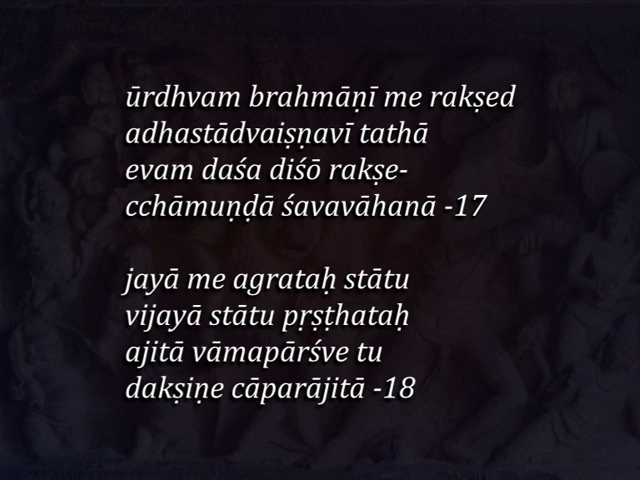 ūrdhvam brahmāṇī me rakṣed
adhastādvaiṣṇavī tathā
evam daśa diśō rakṣe-
cchāmuṇḍā śavavāhanā -17
jayā me agrataḥ stātu
vijayā stātu pṛṣṭhataḥ
ajitā vāmapārśve tu
dakṣiṇe cāparājitā -18